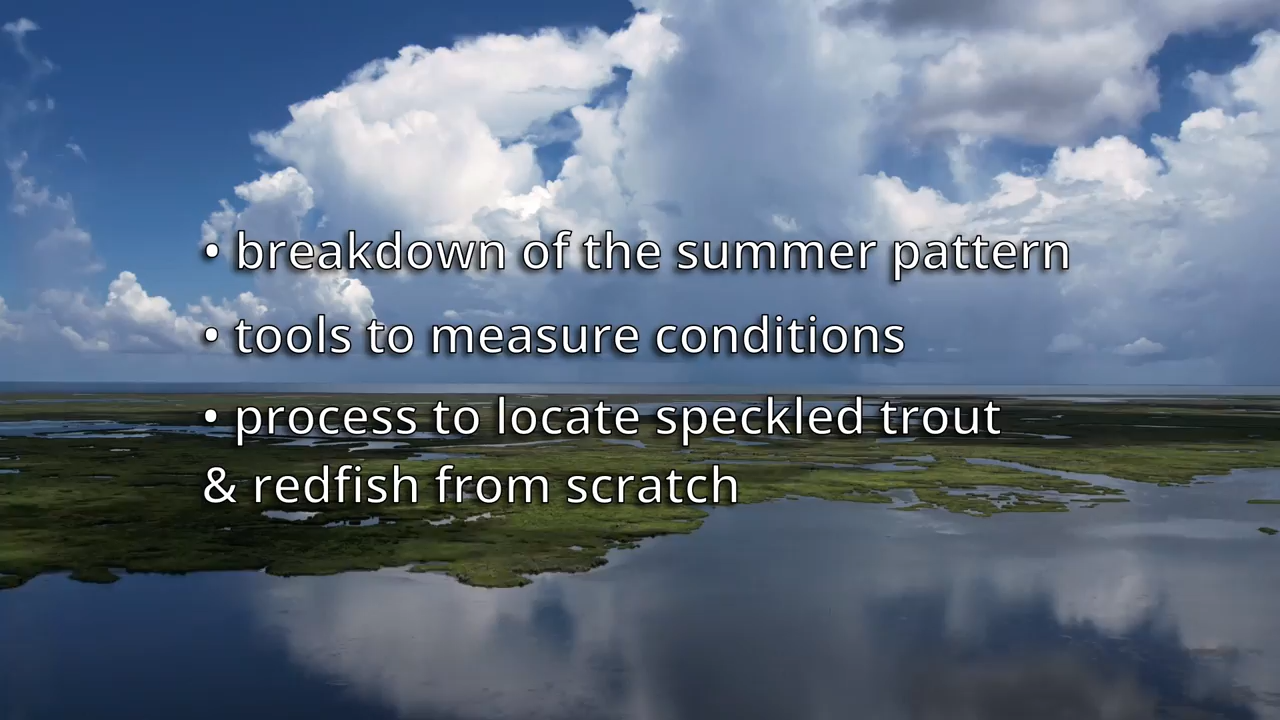 • breakdown of the summer pattern
• tools to measure conditions
• process to locate speckled trout
& redfish from scratch